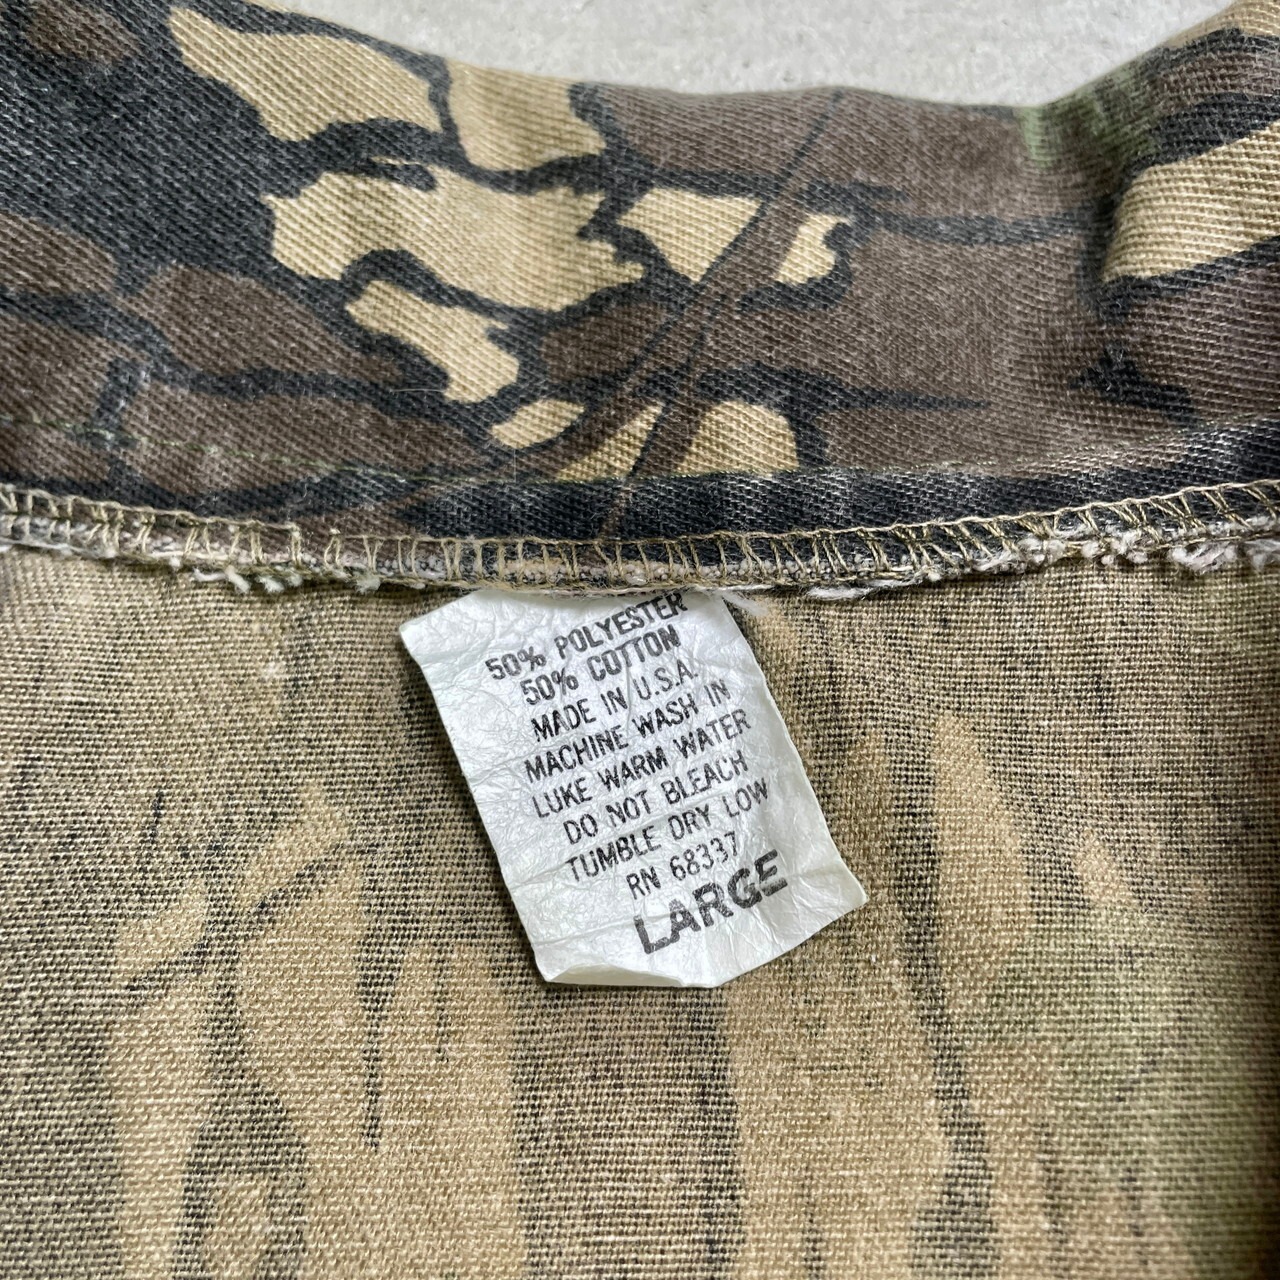 50% POLYESTER
50% COTTON
MADE IN U.S.A.
MACHINE WASH IN
LUKE WARM WATER
DO NOT BLEACH
TUMBLE DRY LOW
RN 68337
LARGE